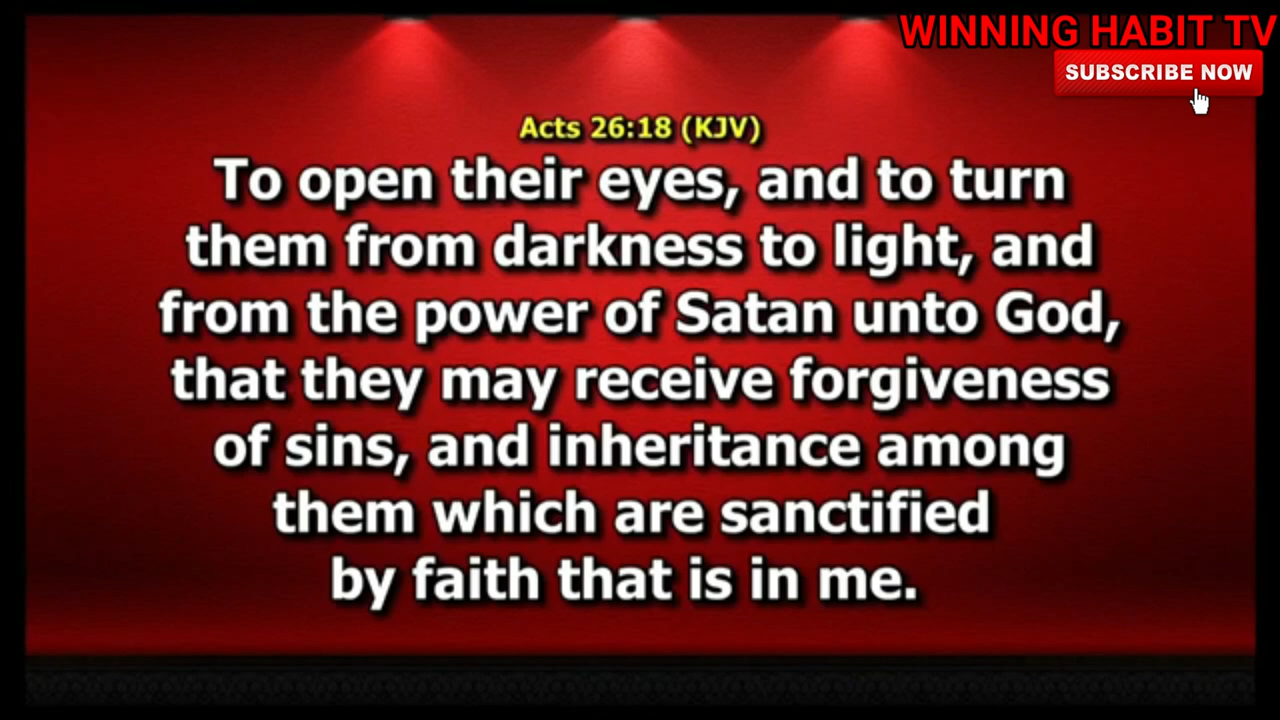 WINNING HABIT TV
SUBSCRIBE NOW
Acts 26:18 (KJV)
To open their eyes, and to turn
them from darkness to light, and
from the power of Satan unto God,
that they may receive forgiveness
of sins, and inheritance among
them which are sanctified
by faith that is in me.